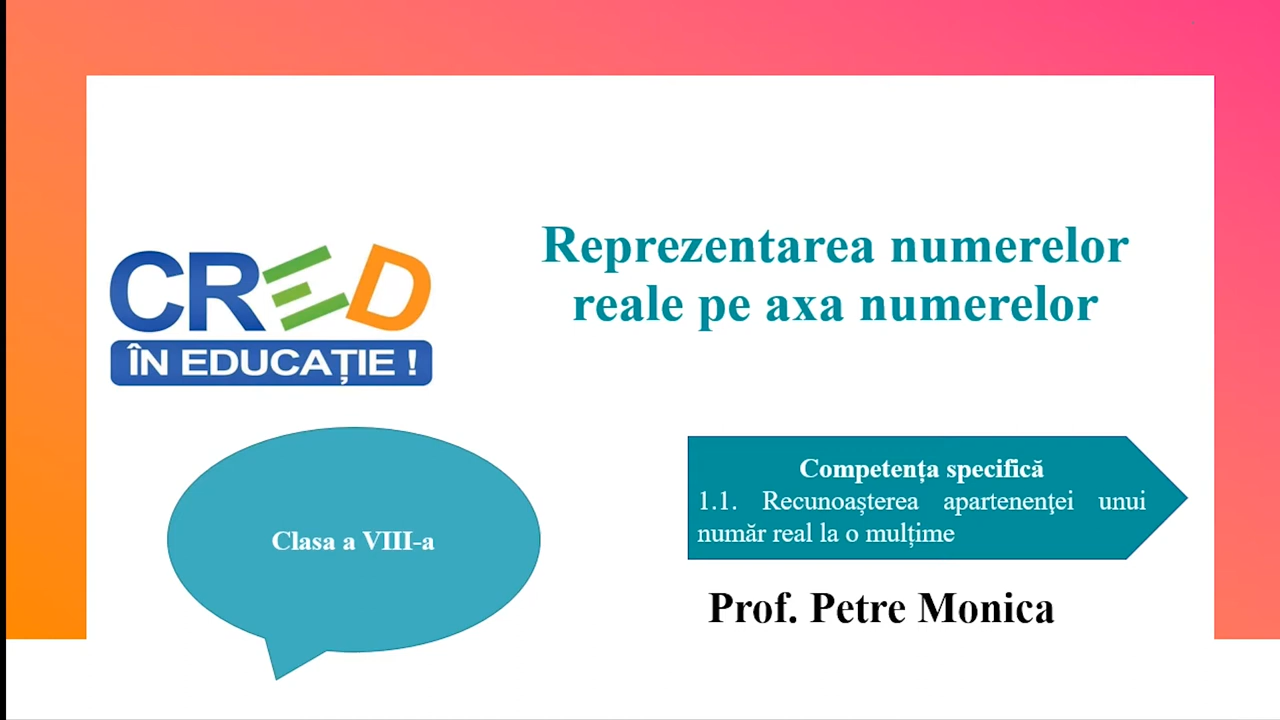 Reprezentarea numerelor
reale pe axa numerelor
CRED
ÎN EDUCAȚIE !
Clasa a VIII-a
Competența specifică
1.1. Recunoașterea apartenenţei unui
număr real la o mulțime
Prof. Petre Monica